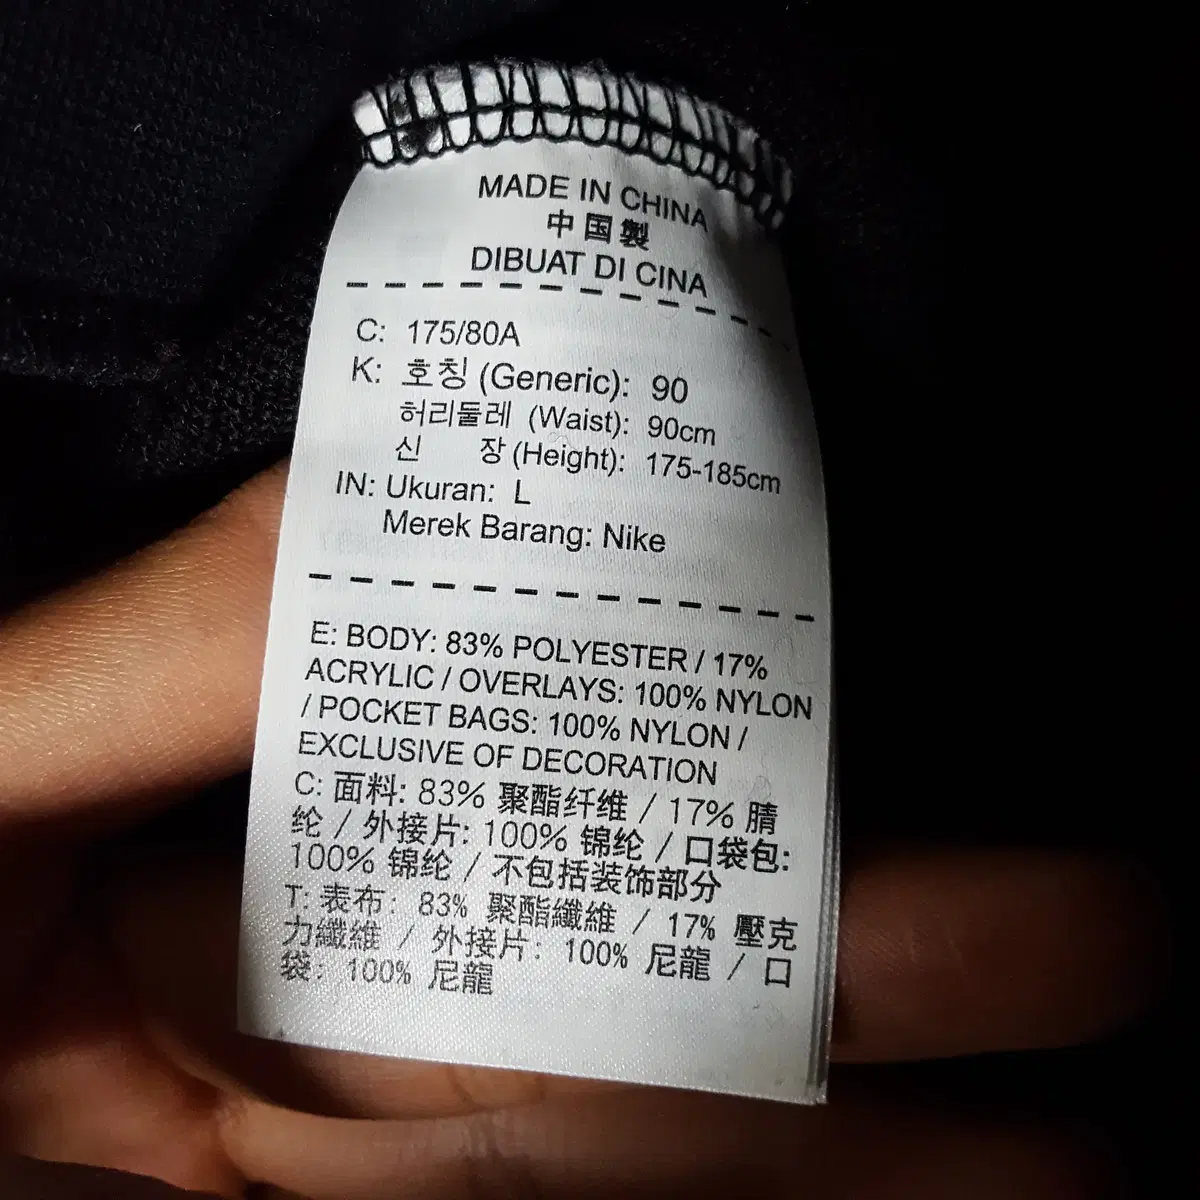 MADE IN CHINA
中国製
DIBUAT DI CINA
C: 175/80A
K: 호칭 (Generic): 90
허리둘레 (Waist): 90cm
신 장 (Height): 175-185cm
IN: Ukuran: L
Merek Barang: Nike
E: BODY: 83% POLYESTER / 17%
ACRYLIC / OVERLAYS: 100% NYLON
/ POCKET BAGS: 100% NYLON /
EXCLUSIVE OF DECORATION
C: 面料: 83% 聚酯纤维 / 17% 腈
纶 / 外接片: 100% 锦纶 / 口袋包:
100% 锦纶 / 不包括装饰部分
T: 表布: 83% 聚酯纖維 / 17% 壓克
力纖維 / 外接片: 100% 尼龍 / 口
袋: 100% 尼龍